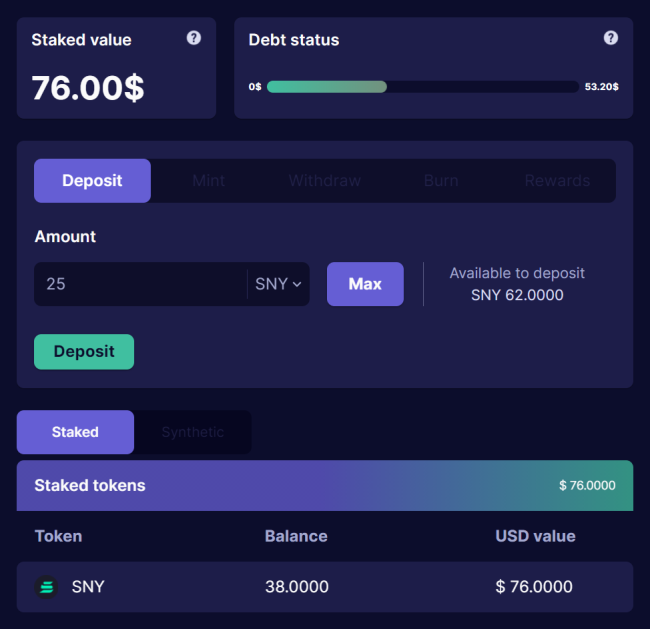 Staked value ?
76.00$
Debt status ?
0$ 53.20$
Deposit Mint Withdraw Burn Rewards
Amount
25 SNY Max
Available to deposit
SNY 62.0000
Deposit
Staked Synthetic
Staked tokens $ 76.0000
Token Balance USD value
SNY 38.0000 $ 76.0000